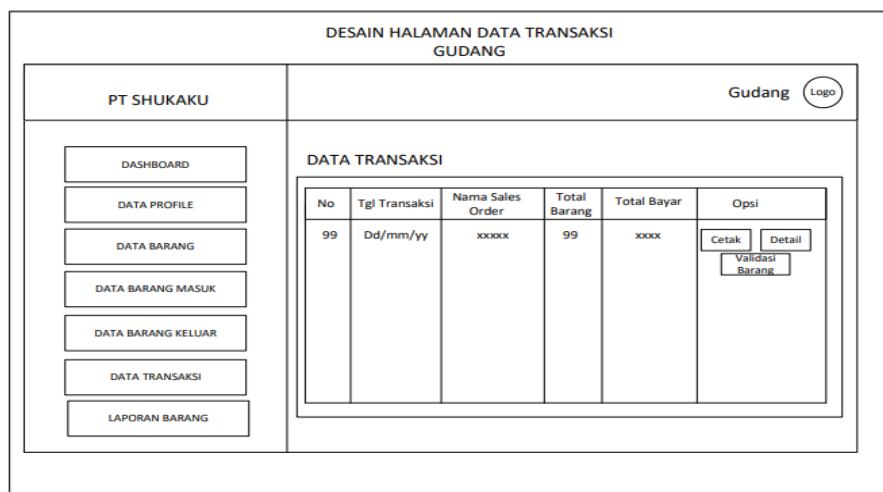 DESAIN HALAMAN DATA TRANSAKSI
GUDANG
PT SHUKAKU
Gudang
Logo
DASHBOARD
DATA PROFILE
DATA BARANG
DATA BARANG MASUK
DATA BARANG KELUAR
DATA TRANSAKSI
LAPORAN BARANG
DATA TRANSAKSI
No
Tgl Transaksi
Nama Sales
Order
Total
Barang
Total Bayar
Opsi
99
Dd/mm/yy
xxxxx
99
xxxx
Cetak
Detail
Validasi
Barang